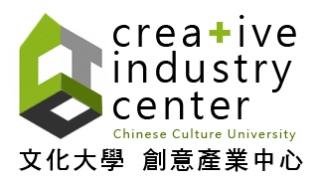 crea+ive
industry
center
Chinese Culture University
文化大學 創意產業中心